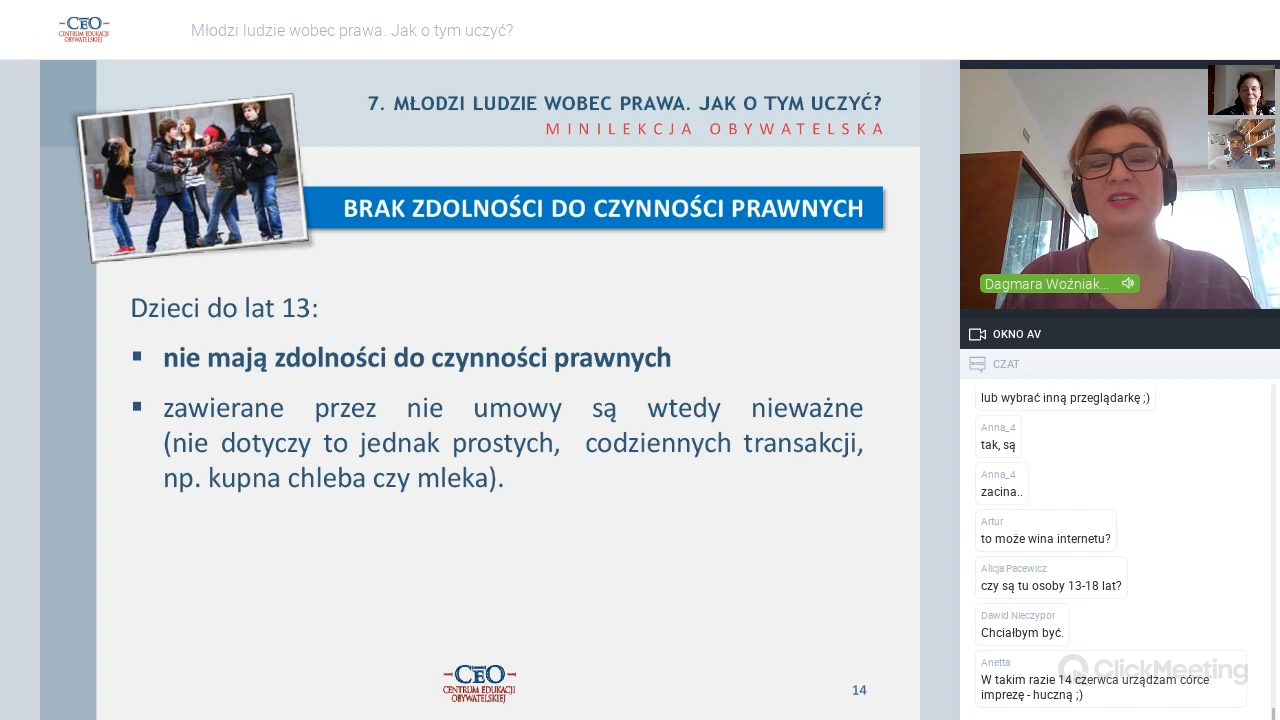 CEO
CENTRUM EDUKACJI
OBYWATELSKIEJ
Młodzi ludzie wobec prawa. Jak o tym uczyć?
7. MŁODZI LUDZIE WOBEC PRAWA. JAK O TYM UCZYĆ?
MINILEKCJA OBYWATELSKA
BRAK ZDOLNOŚCI DO CZYNNOŚCI PRAWNYCH
Dzieci do lat 13:
▪ nie mają zdolności do czynności prawnych
▪ zawierane przez nie umowy są wtedy nieważne
(nie dotyczy to jednak prostych, codziennych transakcji,
np. kupna chleba czy mleka).
CEO
CENTRUM EDUKACJI
OBYWATELSKIEJ
14
Dagmara Woźniak...
OKNO AV
CZAT
lub wybrać inną przeglądarkę ;)
Anna_4
tak, są
Anna_4
zacina..
Artur
to może wina internetu?
Alicja Pacewicz
czy są tu osoby 13-18 lat?
Dawid Nieczypor
Chciałbym być.
Anetta
W takim razie 14 czerwca urządzam córce
imprezę - huczną ;)
ClickMeeting